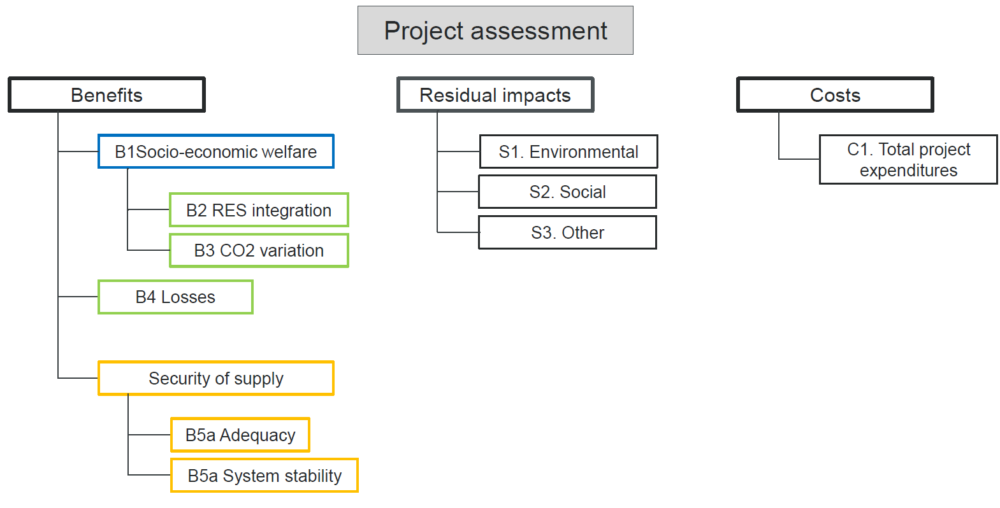 Project assessment
Benefits
B1Socio-economic welfare
B2 RES integration
B3 CO2 variation
B4 Losses
Security of supply
B5a Adequacy
B5a System stability
Residual impacts
S1. Environmental
S2. Social
S3. Other
Costs
C1. Total project
expenditures